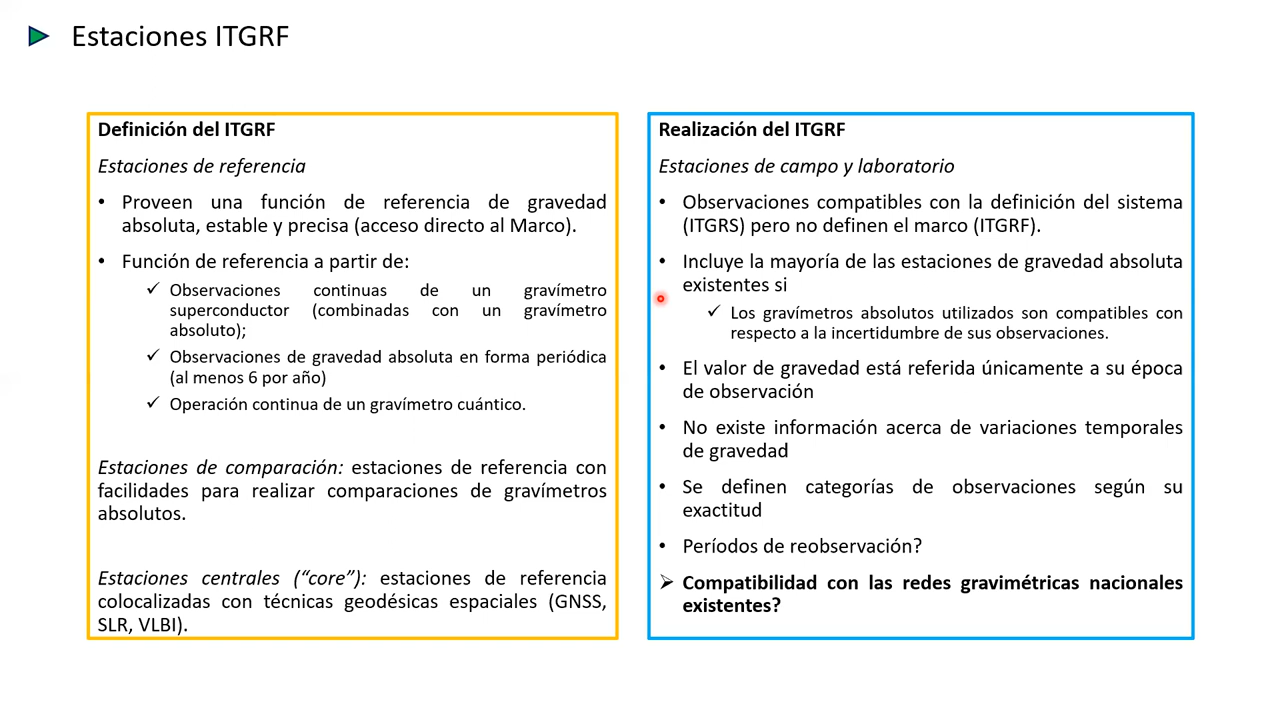 Estaciones ITGRF
Definición del ITGRF
Estaciones de referencia
• Proveen una función de referencia de gravedad
absoluta, estable y precisa (acceso directo al Marco).
• Función de referencia a partir de:
✓ Observaciones continuas de un gravímetro
superconductor (combinadas con un gravímetro
absoluto);
✓ Observaciones de gravedad absoluta en forma periódica
(al menos 6 por año)
✓ Operación continua de un gravímetro cuántico.
Estaciones de comparación: estaciones de referencia con
facilidades para realizar comparaciones de gravímetros
absolutos.
Estaciones centrales (“core”): estaciones de referencia
colocalizadas con técnicas geodésicas espaciales (GNSS,
SLR, VLBI).
Realización del ITGRF
Estaciones de campo y laboratorio
• Observaciones compatibles con la definición del sistema
(ITGRS) pero no definen el marco (ITGRF).
• Incluye la mayoría de las estaciones de gravedad absoluta
existentes si
✓ Los gravímetros absolutos utilizados son compatibles con
respecto a la incertidumbre de sus observaciones.
• El valor de gravedad está referida únicamente a su época
de observación
• No existe información acerca de variaciones temporales
de gravedad
• Se definen categorías de observaciones según su
exactitud
• Períodos de reobservación?
➢ Compatibilidad con las redes gravimétricas nacionales
existentes?